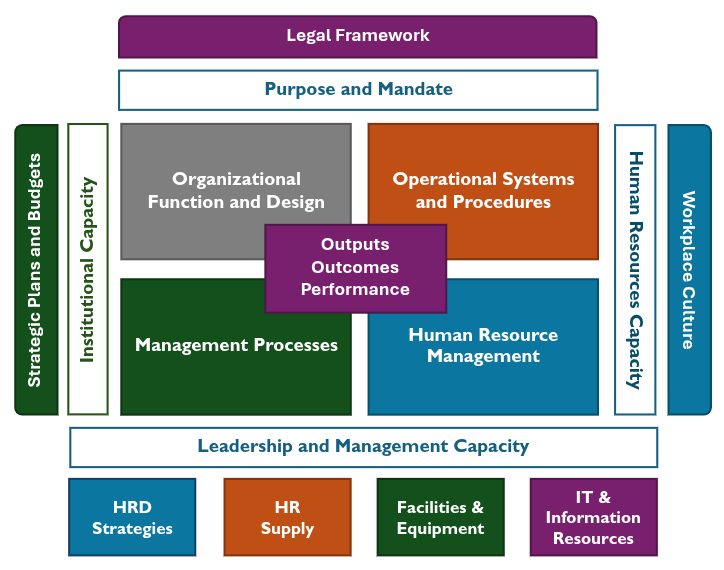 Legal Framework
Purpose and Mandate
Strategic Plans and Budgets
Institutional Capacity
Organizational
Function and Design
Operational Systems
and Procedures
Outputs
Outcomes
Performance
Management Processes
Human Resource
Management
Human Resources Capacity
Workplace Culture
Leadership and Management Capacity
HRD
Strategies
HR
Supply
Facilities &
Equipment
IT &
Information
Resources